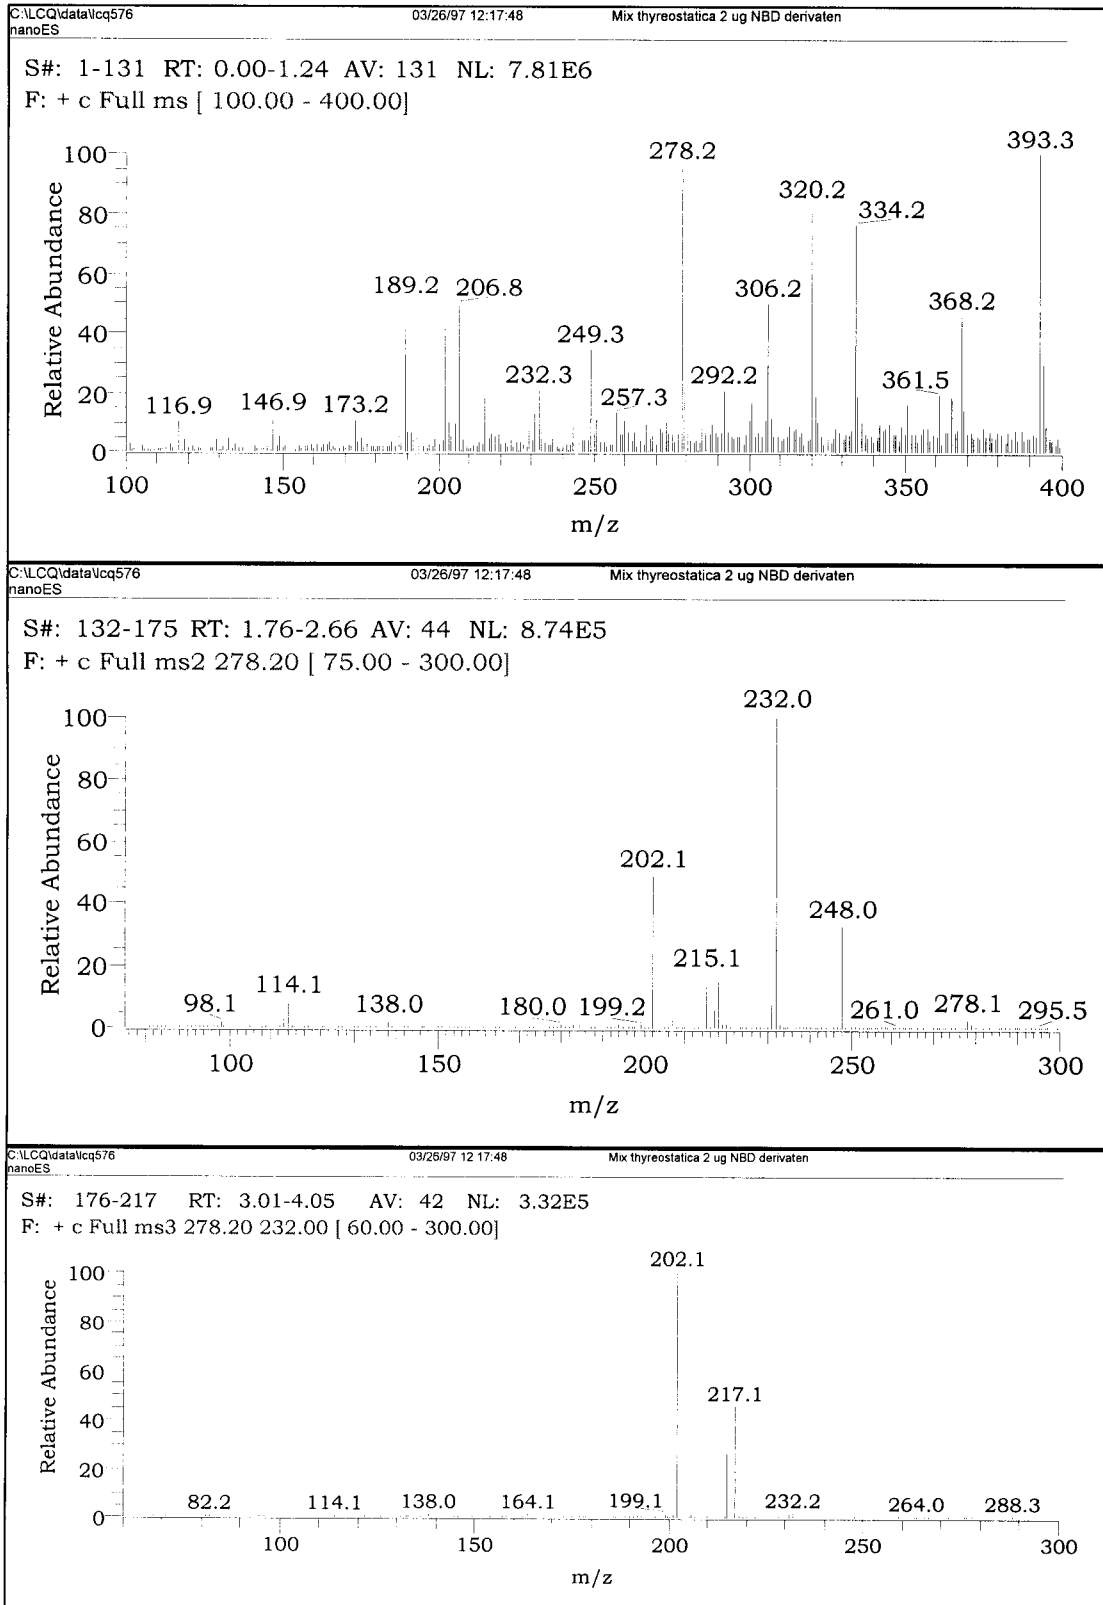 C:\LCQ\data\lcq576 03/26/97 12:17:48 Mix thyreostatica 2 ug NBD derivaten
nanoES
S#: 1-131 RT: 0.00-1.24 AV: 131 NL: 7.81E6
F: + c Full ms [ 100.00 - 400.00]
393.3
278.2
320.2
334.2
189.2 206.8
306.2
368.2
249.3
232.3
292.2
361.5
257.3
116.9 146.9 173.2
100
80
60
40
20
0
Relative Abundance
100 150 200 250 300 350 400
m/z
C:\LCQ\data\lcq576 03/26/97 12:17:48 Mix thyreostatica 2 ug NBD derivaten
nanoES
S#: 132-175 RT: 1.76-2.66 AV: 44 NL: 8.74E5
F: + c Full ms2 278.20 [ 75.00 - 300.00]
232.0
202.1
248.0
215.1
114.1
98.1 138.0 180.0 199.2 261.0 278.1 295.5
100
80
60
40
20
0
Relative Abundance
100 150 200 250 300
m/z
C:\LCQ\data\lcq576 03/26/97 12:17:48 Mix thyreostatica 2 ug NBD derivaten
nanoES
S#: 176-217 RT: 3.01-4.05 AV: 42 NL: 3.32E5
F: + c Full ms3 278.20 232.00 [ 60.00 - 300.00]
202.1
217.1
82.2 114.1 138.0 164.1 199.1 232.2 264.0 288.3
100
80
60
40
20
0
Relative Abundance
100 150 200 250 300
m/z